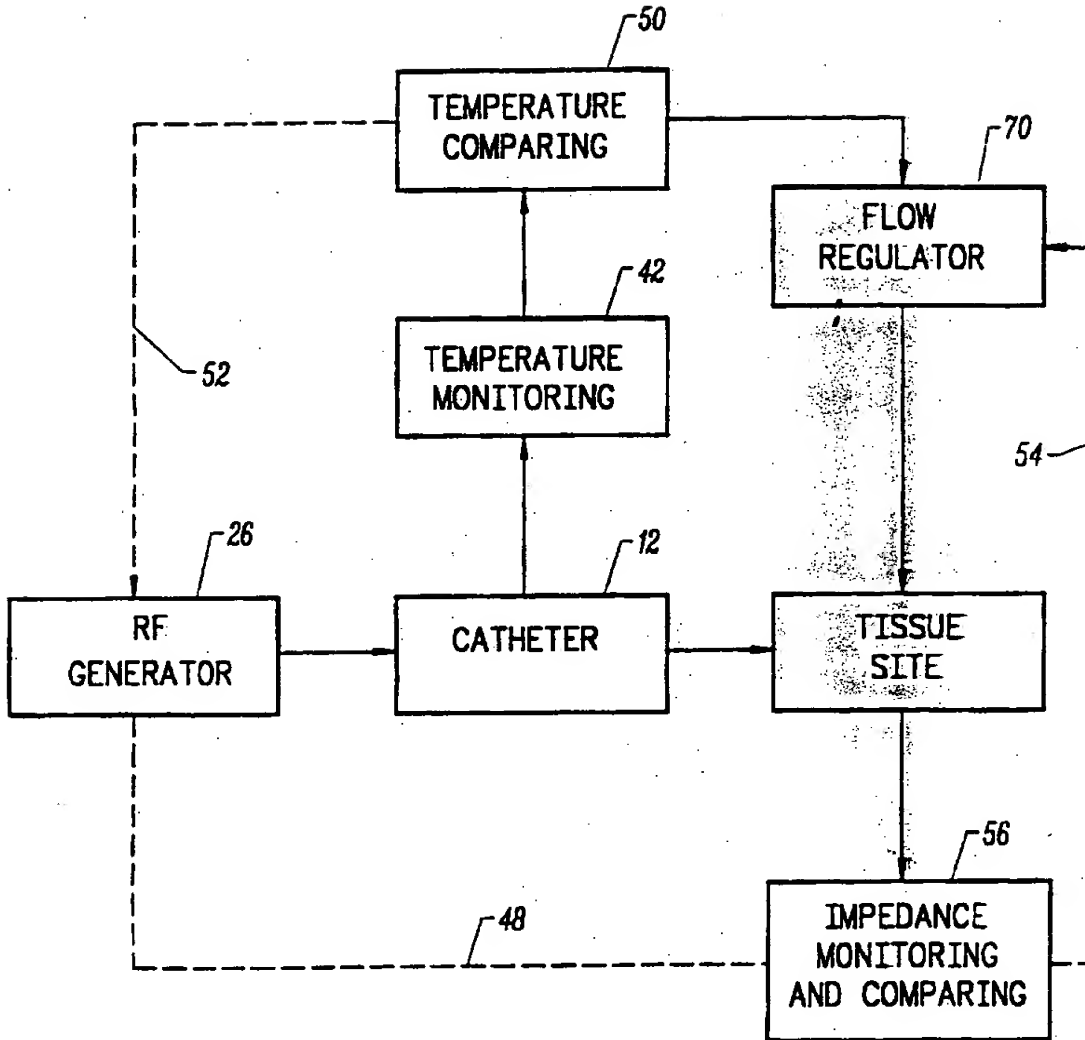 50
TEMPERATURE
COMPARING
70
FLOW
REGULATOR
42
TEMPERATURE
MONITORING
52
54
26
RF
GENERATOR
12
CATHETER
TISSUE
SITE
56
IMPEDANCE
MONITORING
AND COMPARING
48